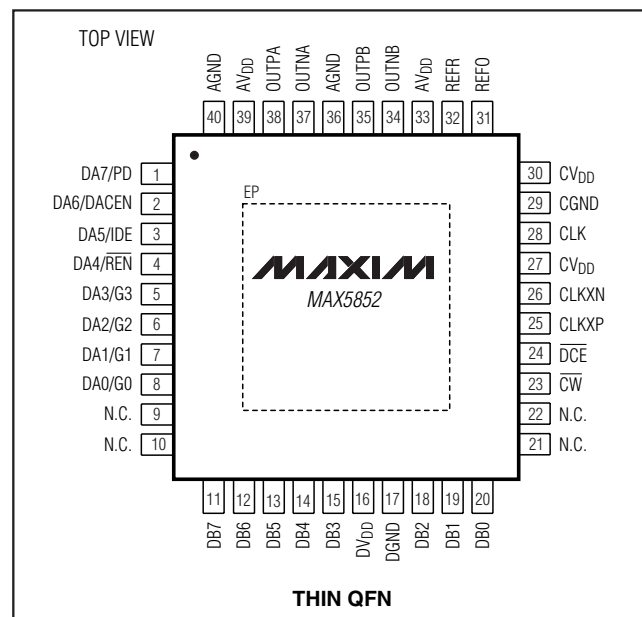 TOP VIEW
AGND
AVDD
OUTPA
OUTNA
AGND
OUTPB
OUTNB
AVDD
REFR
REFO
40 39 38 37 36 35 34 33 32 31
DA7/PD 1
DA6/DACEN 2
DA5/IDE 3
DA4/R̅E̅N̅ 4
DA3/G3 5
DA2/G2 6
DA1/G1 7
DA0/G0 8
N.C. 9
N.C. 10
EP
MAXIM
MAX5852
30 CVDD
29 CGND
28 CLK
27 CVDD
26 CLKXN
25 CLKXP
24 D̅C̅E̅
23 C̅W̅
22 N.C.
21 N.C.
11 12 13 14 15 16 17 18 19 20
DB7
DB6
DB5
DB4
DB3
DVDD
DGND
DB2
DB1
DB0
THIN QFN